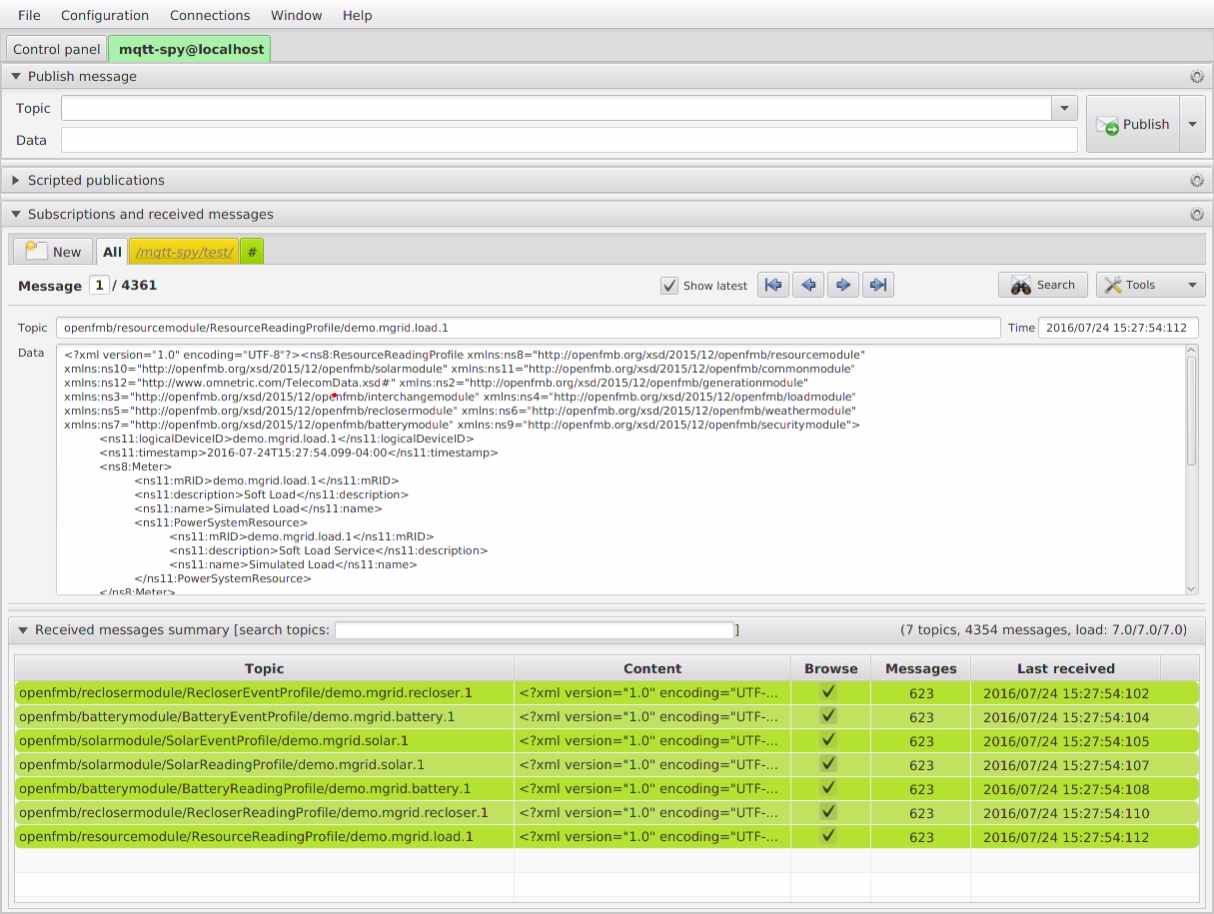 File Configuration Connections Window Help
Control panel mqtt-spy@localhost
Publish message
Topic
Data
Publish
Scripted publications
Subscriptions and received messages
New All /mqtt-spy/test/ #
Message 1 / 4361 Show latest Search Tools
Topic openfmb/resourcemodule/ResourceReadingProfile/demo.mgrid.load.1 Time 2016/07/24 15:27:54:112
Data <?xml version="1.0" encoding="UTF-8"?><ns8:ResourceReadingProfile xmlns:ns8="http://openfmb.org/xsd/2015/12/openfmb/resourcemodule"
xmlns:ns10="http://openfmb.org/xsd/2015/12/openfmb/solarmodule" xmlns:ns11="http://openfmb.org/xsd/2015/12/openfmb/commonmodule"
xmlns:ns12="http://www.omnetric.com/TelecomData.xsd#" xmlns:ns2="http://openfmb.org/xsd/2015/12/openfmb/generationmodule"
xmlns:ns3="http://openfmb.org/xsd/2015/12/openfmb/interchangemodule" xmlns:ns4="http://openfmb.org/xsd/2015/12/openfmb/loadmodule"
xmlns:ns5="http://openfmb.org/xsd/2015/12/openfmb/reclosermodule" xmlns:ns6="http://openfmb.org/xsd/2015/12/openfmb/weathermodule"
xmlns:ns7="http://openfmb.org/xsd/2015/12/openfmb/batterymodule" xmlns:ns9="http://openfmb.org/xsd/2015/12/openfmb/securitymodule">
<ns11:logicalDeviceID>demo.mgrid.load.1</ns11:logicalDeviceID>
<ns11:timestamp>2016-07-24T15:27:54.099-04:00</ns11:timestamp>
<ns8:Meter>
<ns11:mRID>demo.mgrid.load.1</ns11:mRID>
<ns11:description>Soft Load</ns11:description>
<ns11:name>Simulated Load</ns11:name>
<ns11:PowerSystemResource>
<ns11:mRID>demo.mgrid.load.1</ns11:mRID>
<ns11:description>Soft Load Service</ns11:description>
<ns11:name>Simulated Load</ns11:name>
</ns11:PowerSystemResource>
</ns8:Meter>
Received messages summary [search topics: ] (7 topics, 4354 messages, load: 7.0/7.0/7.0)
Topic Content Browse Messages Last received
openfmb/reclosermodule/RecloserEventProfile/demo.mgrid.recloser.1 <?xml version="1.0" encoding="UTF-... 623 2016/07/24 15:27:54:102
openfmb/batterymodule/BatteryEventProfile/demo.mgrid.battery.1 <?xml version="1.0" encoding="UTF-... 623 2016/07/24 15:27:54:104
openfmb/solarmodule/SolarEventProfile/demo.mgrid.solar.1 <?xml version="1.0" encoding="UTF-... 623 2016/07/24 15:27:54:105
openfmb/solarmodule/SolarReadingProfile/demo.mgrid.solar.1 <?xml version="1.0" encoding="UTF-... 623 2016/07/24 15:27:54:107
openfmb/batterymodule/BatteryReadingProfile/demo.mgrid.battery.1 <?xml version="1.0" encoding="UTF-... 623 2016/07/24 15:27:54:108
openfmb/reclosermodule/RecloserReadingProfile/demo.mgrid.recloser.1 <?xml version="1.0" encoding="UTF-... 623 2016/07/24 15:27:54:110
openfmb/resourcemodule/ResourceReadingProfile/demo.mgrid.load.1 <?xml version="1.0" encoding="UTF-... 623 2016/07/24 15:27:54:112